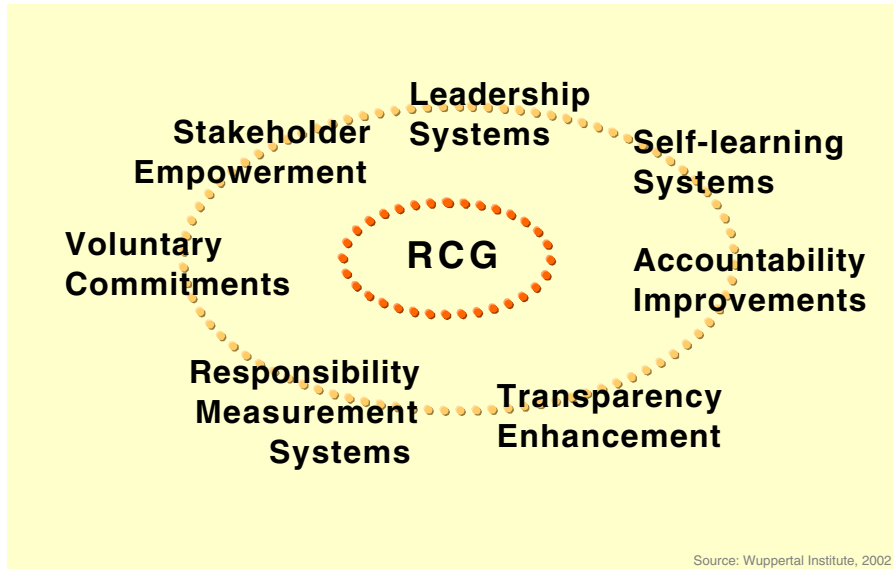 Leadership
Systems
Stakeholder
Empowerment
Self-learning
Systems
Voluntary
Commitments
RCG
Accountability
Improvements
Responsibility
Measurement
Systems
Transparency
Enhancement
Source: Wuppertal Institute, 2002